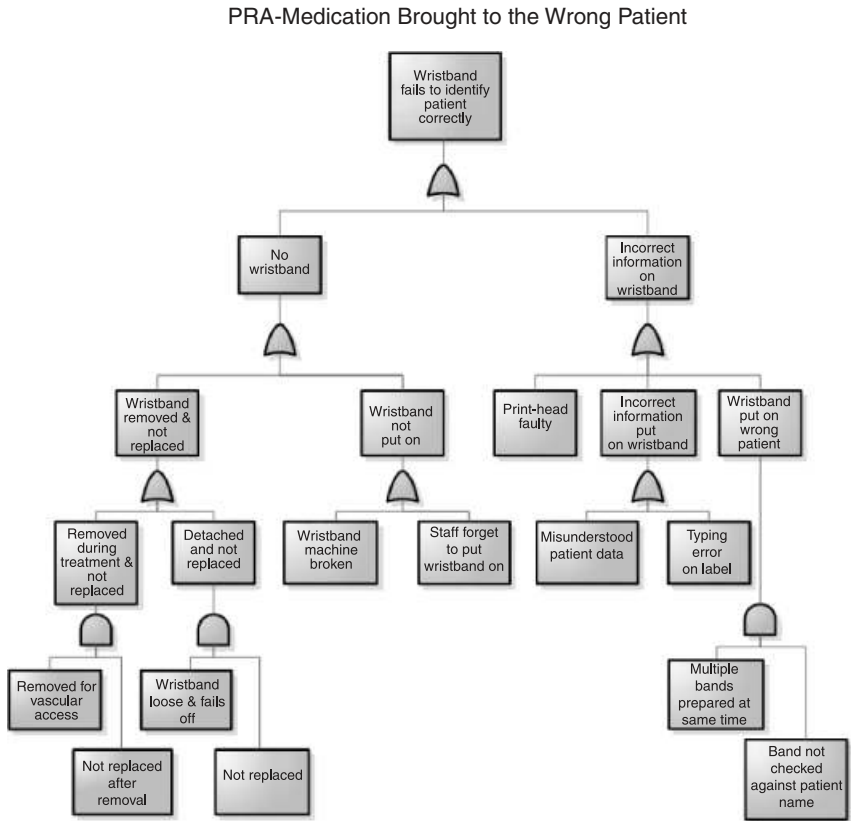 PRA-Medication Brought to the Wrong Patient
Wristband
fails to identify
patient
correctly
No
wristband
Incorrect
information
on
wristband
Wristband
removed &
not
replaced
Wristband
not
put on
Print-head
faulty
Incorrect
information
put
on wristband
Wristband
put on
wrong
patient
Removed
during
treatment &
not
replaced
Detached
and not
replaced
Wristband
machine
broken
Staff forget
to put
wristband on
Misunderstood
patient data
Typing
error
on label
Removed for
vascular
access
Not replaced
after
removal
Wristband
loose & fails
off
Not replaced
Multiple
bands
prepared at
same time
Band not
checked
against patient
name